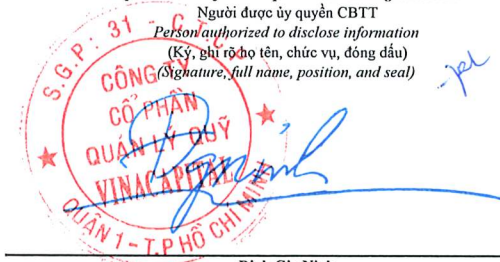 Người được ủy quyền CBTT
Person authorized to disclose information
(Ký, ghi rõ họ tên, chức vụ, đóng dấu)
(Signature, full name, position, and seal)
S.G.P: 31 - C.T.C.P
CÔNG TY
CỔ PHẦN
QUẢN LÝ QUỸ
VINACAPITAL
QUẬN 1 - T.P HỒ CHÍ MINH